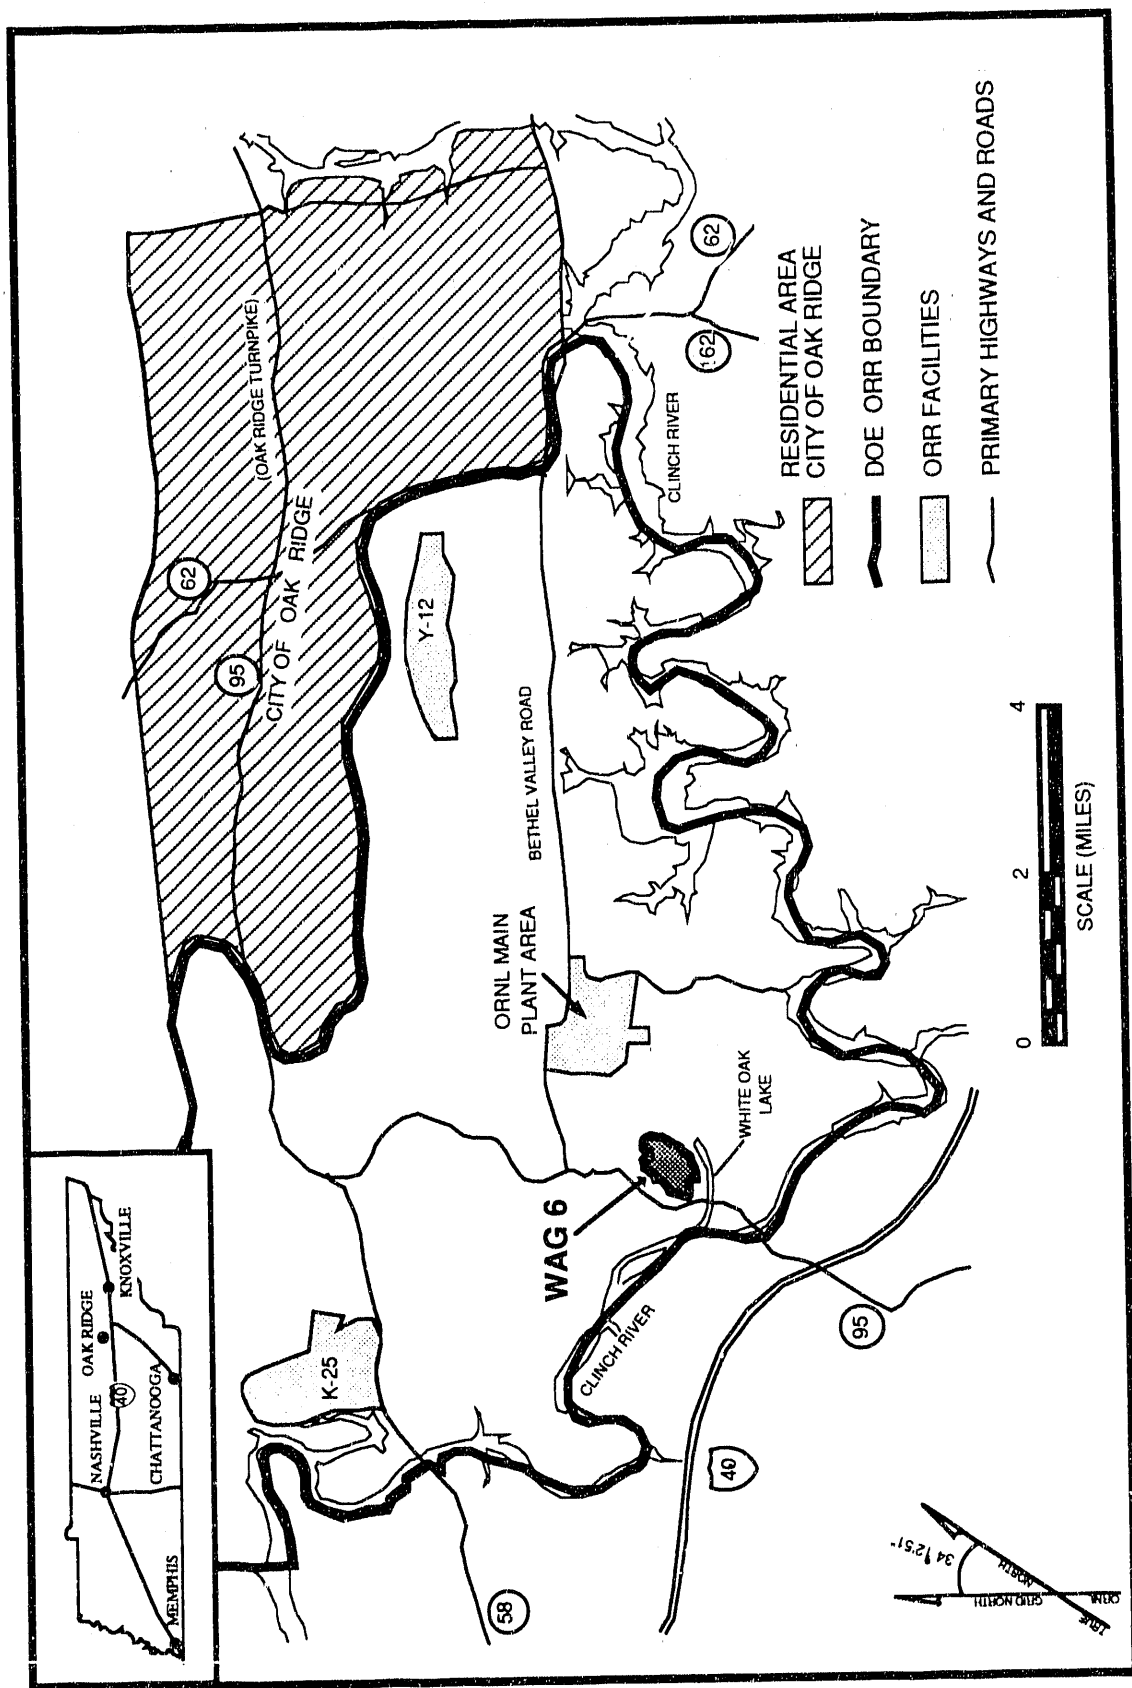 NASHVILLE
OAK RIDGE
KNOXVILLE
40
CHATTANOOGA
MEMPHIS
62
(OAK RIDGE TURNPIKE)
95
CITY OF OAK RIDGE
Y-12
K-25
BETHEL VALLEY ROAD
ORNL MAIN
PLANT AREA
WAG 6
WHITE OAK
LAKE
CLINCH RIVER
CLINCH RIVER
62
162
58
40
95
34°12'51"
GRID NORTH
ORNL
TRUE
NORTH
0 2 4
SCALE (MILES)
RESIDENTIAL AREA
CITY OF OAK RIDGE
DOE ORR BOUNDARY
ORR FACILITIES
PRIMARY HIGHWAYS AND ROADS